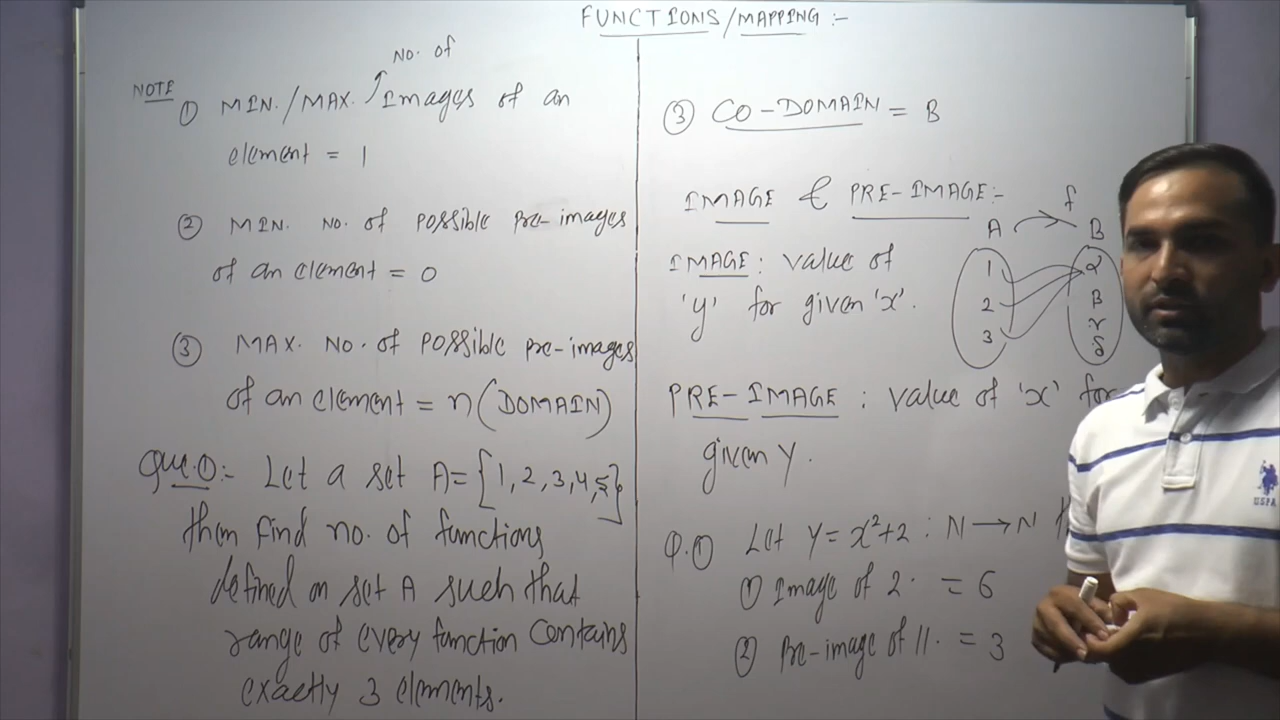 FUNCTIONS/MAPPING :-
NOTE
No. of
① MIN./MAX. ↑Images of an
element = 1
② MIN. NO. of possible pre-images
of an element = 0
③ MAX. NO. of possible pre-images
of an element = n(DOMAIN)
Que.①:- Let a set A={1,2,3,4,5}
then find no. of functions
defined on set A such that
range of every function contains
exactly 3 elements.
③ CO-DOMAIN = B
IMAGE & PRE-IMAGE:-
IMAGE: value of
'y' for given 'x'.
f
A B
1 α
2 β
3 γ
δ
PRE-IMAGE : value of 'x' for
given y.
Q.① Let y=x²+2 : N→N
① Image of 2. = 6
② Pre-image of 11. = 3
USPA